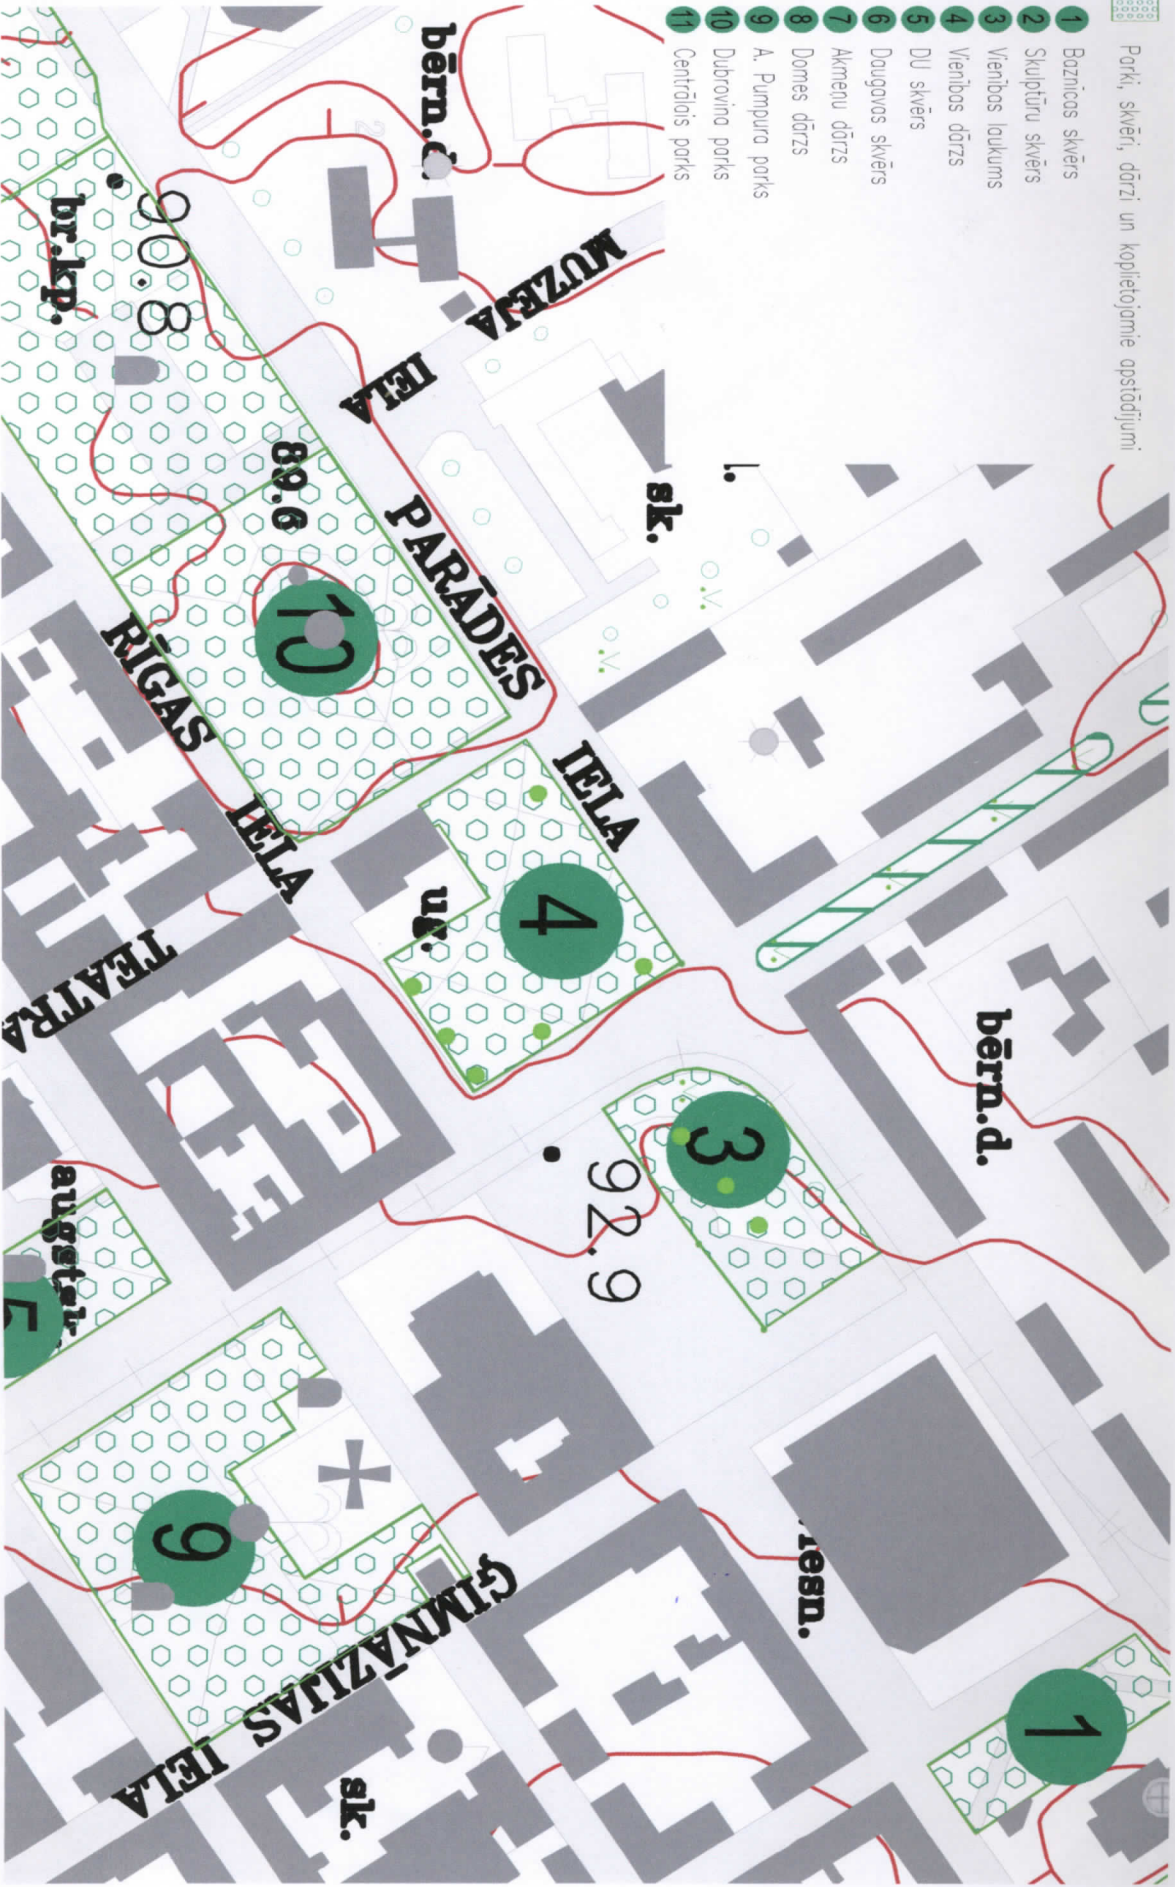 Parki, skvēri, dārzi un koplietojamie apstādījumi
1 Baznīcas skvērs
2 Skulptūru skvērs
3 Vienības laukums
4 Vienības dārzs
5 DU skvērs
6 Daugavas skvērs
7 Akmeņu dārzs
8 Domes dārzs
9 A. Pumpura parks
10 Dubrovina parks
11 Centrālais parks
bērn.d.
MUZEJA
IELA
sk.
br.kp.
90.8
89.6
10
PARĀDES
IELA
RĪGAS
IELA
4
ug.
TEATRA
bērn.d.
3
92.9
augstsk.
5
9
ĢIMNĀZIJAS
IELA
sk.
viesn.
1